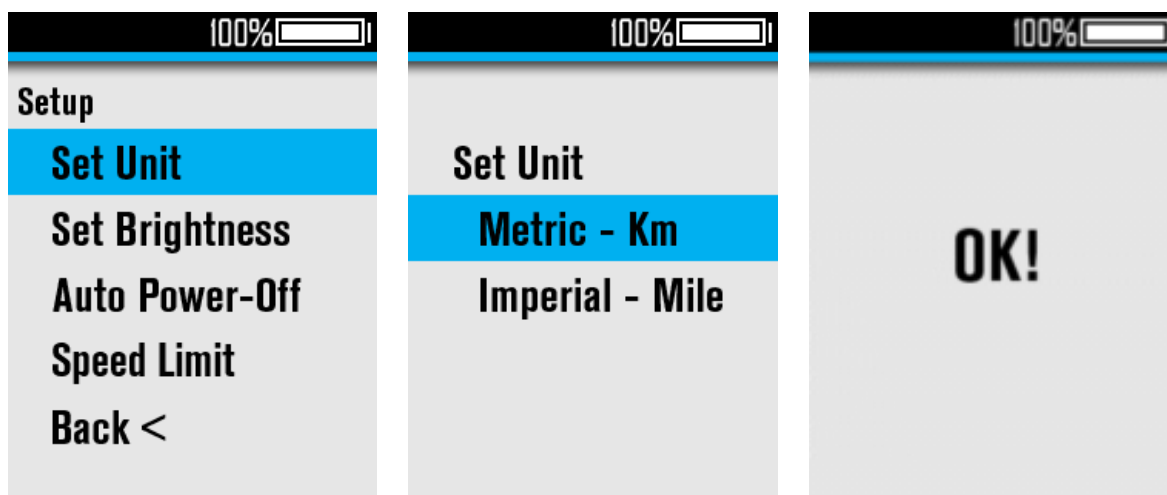 100%
Setup
Set Unit
Set Brightness
Auto Power-Off
Speed Limit
Back <
100%
Set Unit
Metric - Km
Imperial - Mile
100%
OK!